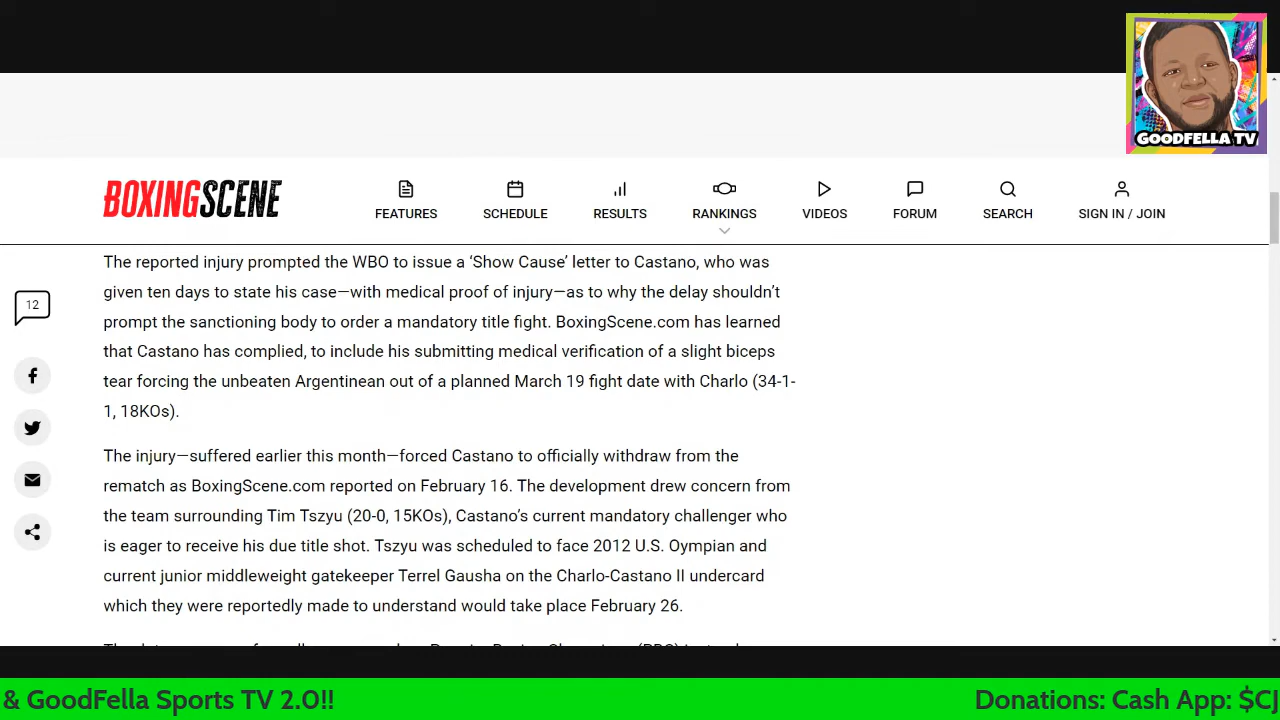 GOODFELLA TV
BOXINGSCENE
FEATURES
SCHEDULE
RESULTS
RANKINGS
VIDEOS
FORUM
SEARCH
SIGN IN / JOIN
12
The reported injury prompted the WBO to issue a ‘Show Cause’ letter to Castano, who was
given ten days to state his case—with medical proof of injury—as to why the delay shouldn’t
prompt the sanctioning body to order a mandatory title fight. BoxingScene.com has learned
that Castano has complied, to include his submitting medical verification of a slight biceps
tear forcing the unbeaten Argentinean out of a planned March 19 fight date with Charlo (34-1-
1, 18KOs).
The injury—suffered earlier this month—forced Castano to officially withdraw from the
rematch as BoxingScene.com reported on February 16. The development drew concern from
the team surrounding Tim Tszyu (20-0, 15KOs), Castano’s current mandatory challenger who
is eager to receive his due title shot. Tszyu was scheduled to face 2012 U.S. Oympian and
current junior middleweight gatekeeper Terrel Gausha on the Charlo-Castano II undercard
which they were reportedly made to understand would take place February 26.
& GoodFella Sports TV 2.0!!
Donations: Cash App: $CJ